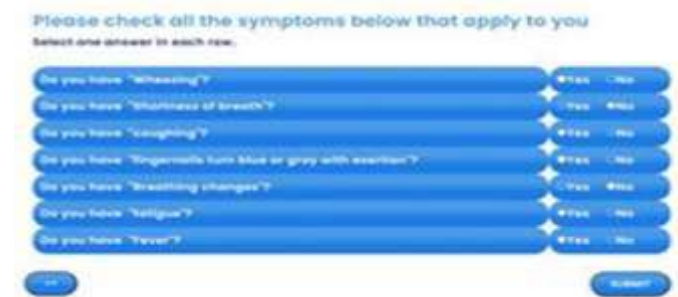 Please check all the symptoms below that apply to you
Select one answer in each row.
Do you have "Wheezing"? Yes No
Do you have "Shortness of breath"? Yes No
Do you have "coughing"? Yes No
Do you have "fingernails turn blue or gray with exertion"? Yes No
Do you have "Breathing changes"? Yes No
Do you have "fatigue"? Yes No
Do you have "Fever"? Yes No
SUBMIT